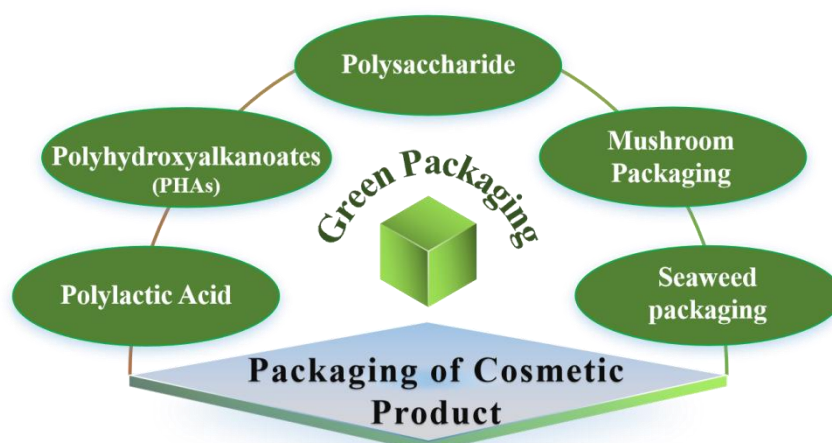 Polysaccharide
Polyhydroxyalkanoates
(PHAs)
Mushroom
Packaging
Green Packaging
Polylactic Acid
Seaweed
packaging
Packaging of Cosmetic
Product